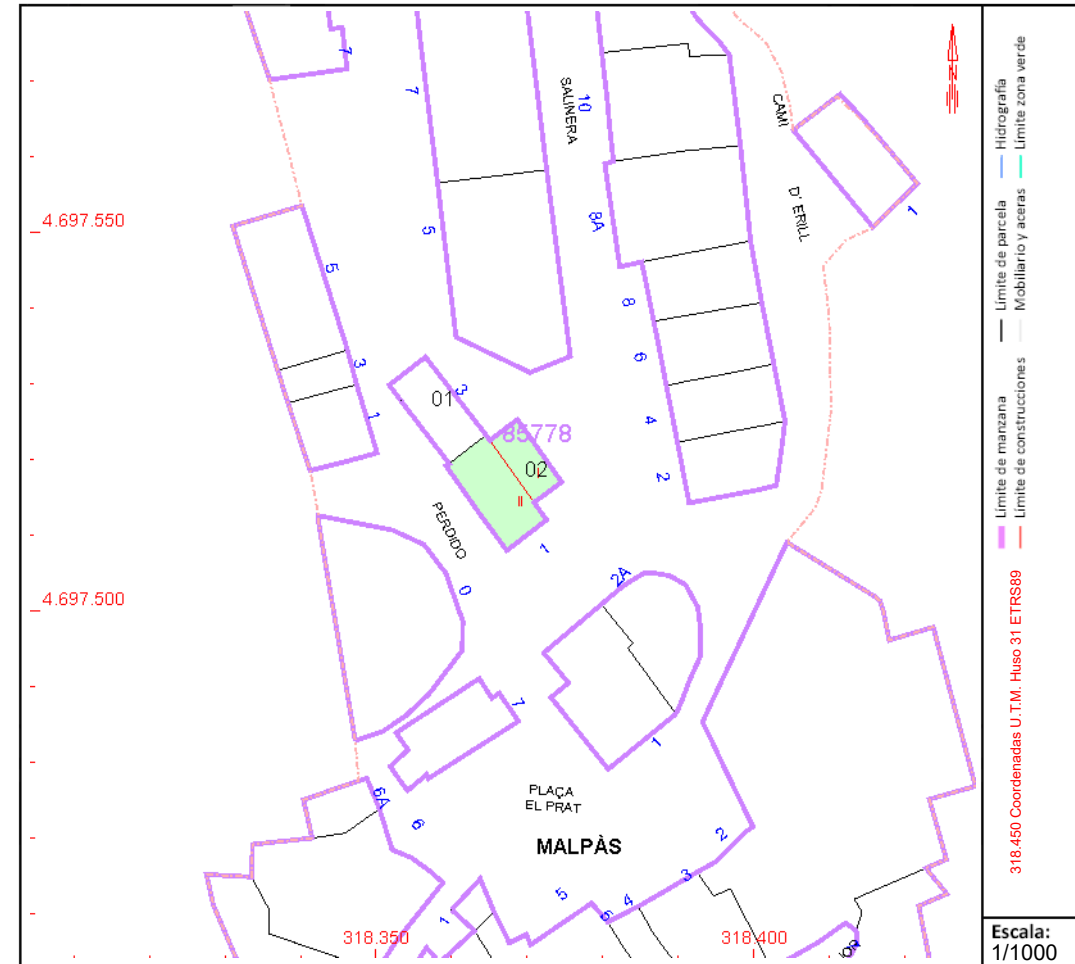 7
7
SALINERA
10
CAMI
D' ERILL
1
4.697.550
5
5
8A
8
6
4
2
3
1
3
01
85778
02
I
II
1
PERDIDO
0
4.697.500
2A
7
1
PLAÇA
EL PRAT
MALPÀS
6A
6
2
3
4
5
6
1
318.350
318.400
Hidrografía
Límite zona verde
Límite de parcela
Mobiliario y aceras
Límite de manzana
Límite de construcciones
318.450 Coordenadas U.T.M. Huso 31 ETRS89
Escala:
1/1000